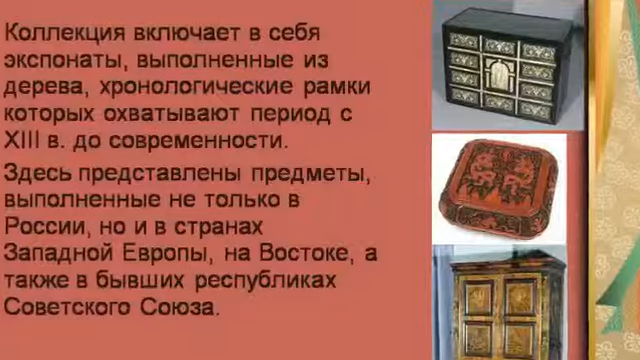 Коллекция включает в себя
экспонаты, выполненные из
дерева, хронологические рамки
которых охватывают период с
XIII в. до современности.
Здесь представлены предметы,
выполненные не только в
России, но и в странах
Западной Европы, на Востоке, а
также в бывших республиках
Советского Союза.